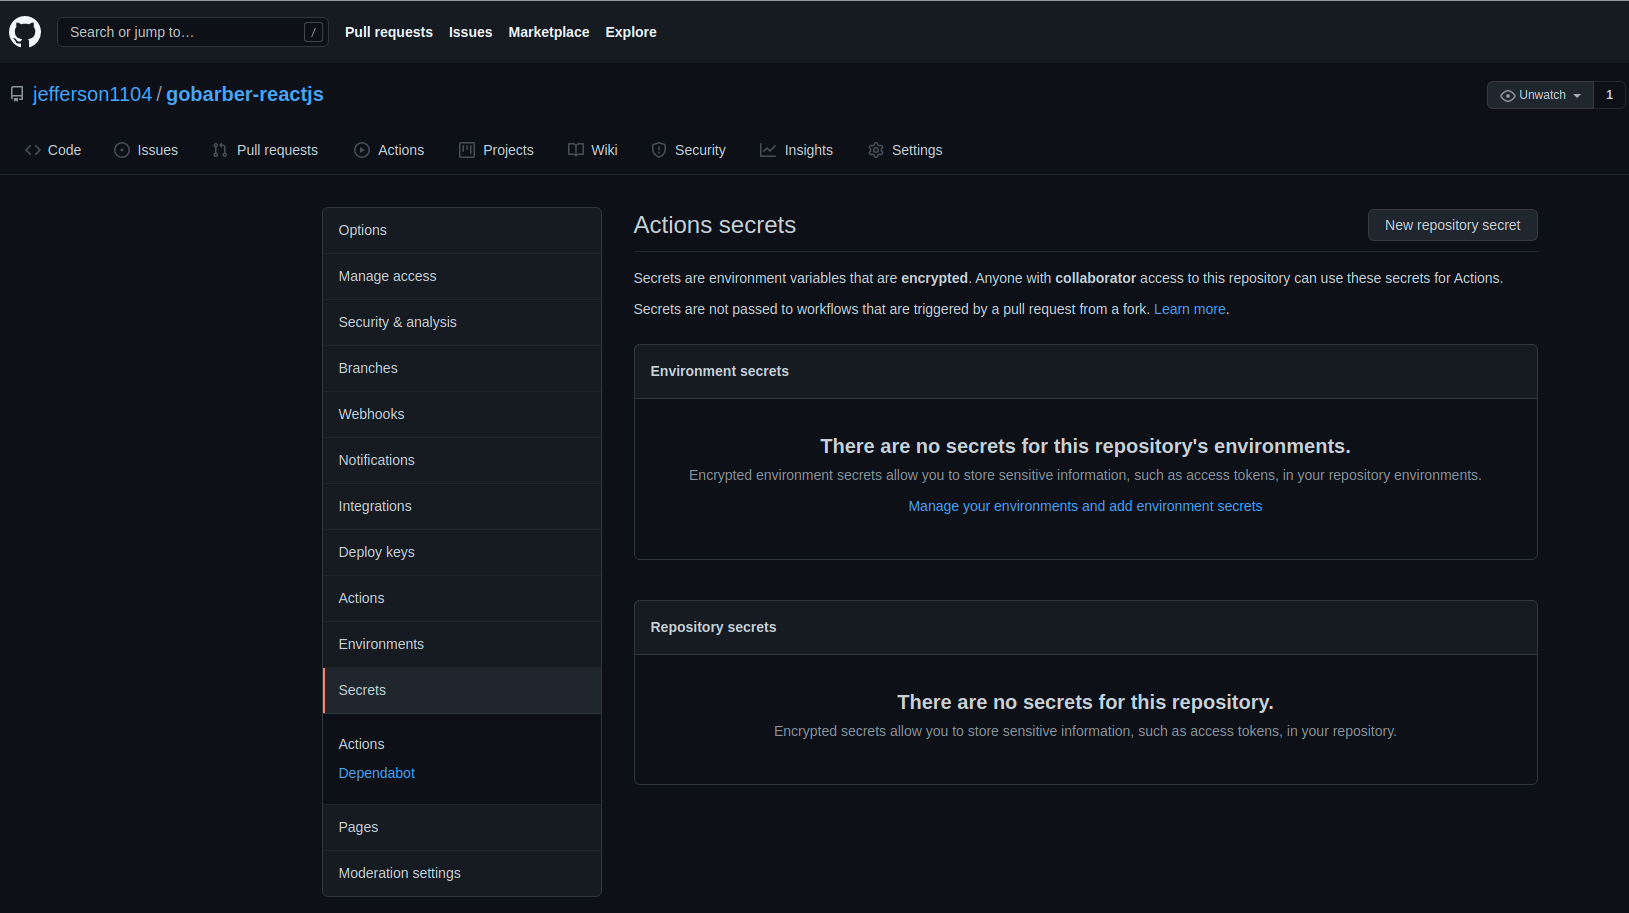 Search or jump to… /
Pull requests Issues Marketplace Explore
jefferson1104 / gobarber-reactjs
Unwatch 1
Code Issues Pull requests Actions Projects Wiki Security Insights Settings
Options
Manage access
Security & analysis
Branches
Webhooks
Notifications
Integrations
Deploy keys
Actions
Environments
Secrets
Actions
Dependabot
Pages
Moderation settings
Actions secrets
New repository secret
Secrets are environment variables that are encrypted. Anyone with collaborator access to this repository can use these secrets for Actions.
Secrets are not passed to workflows that are triggered by a pull request from a fork. Learn more.
Environment secrets
There are no secrets for this repository's environments.
Encrypted environment secrets allow you to store sensitive information, such as access tokens, in your repository environments.
Manage your environments and add environment secrets
Repository secrets
There are no secrets for this repository.
Encrypted secrets allow you to store sensitive information, such as access tokens, in your repository.